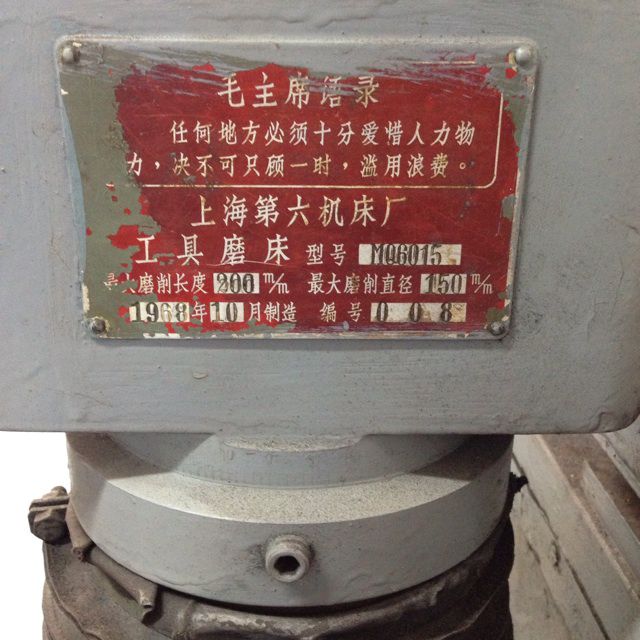 毛主席语录
任何地方必须十分爱惜人力物
力，决不可只顾一时，滥用浪费。
上海第六机床厂
工具磨床 型号 MQ6015
最大磨削长度 200 m/m 最大磨削直径 150 m/m
1968年10月制造 编号 008